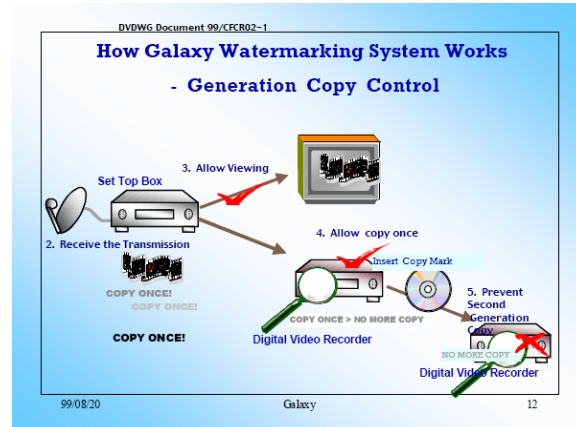 DVDWG Document 99/CFCR02-1
How Galaxy Watermarking System Works
- Generation Copy Control
3. Allow Viewing
Set Top Box
2. Receive the Transmission
COPY ONCE!
COPY ONCE!
COPY ONCE!
4. Allow copy once
Insert Copy Mark
COPY ONCE > NO MORE COPY
Digital Video Recorder
5. Prevent
Second
Generation
Copy
NO MORE COPY
Digital Video Recorder
99/08/20
Galaxy
12